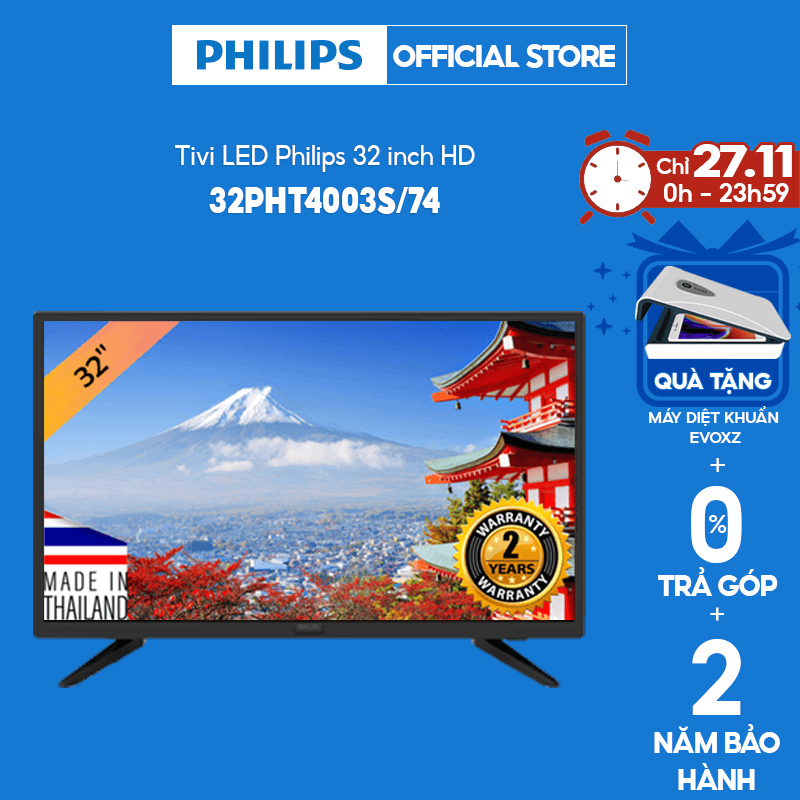 PHILIPS OFFICIAL STORE
Tivi LED Philips 32 inch HD
32PHT4003S/74
Chỉ 27.11
0h - 23h59
32"
QUÀ TẶNG
MÁY DIỆT KHUẨN
EVOXZ
+
0%
TRẢ GÓP
+
2
NĂM BẢO
HÀNH
WARRANTY
2
YEARS
WARRANTY
MADE IN
THAILAND